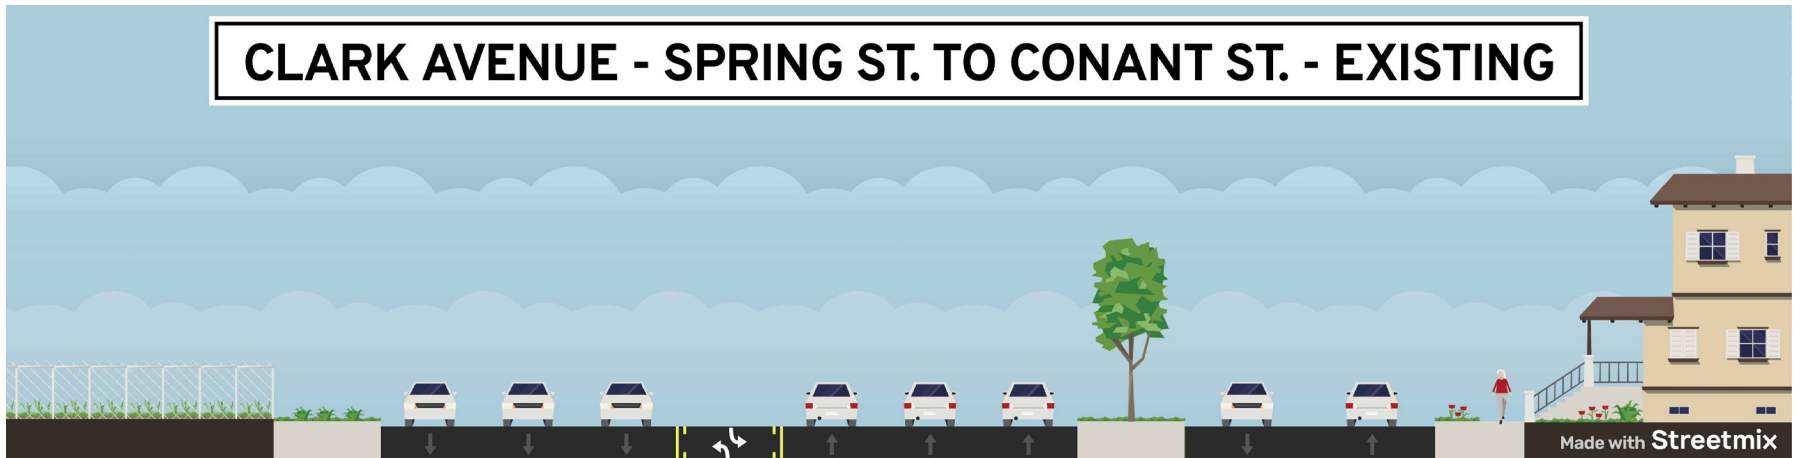 CLARK AVENUE - SPRING ST. TO CONANT ST. - EXISTING
Made with Streetmix